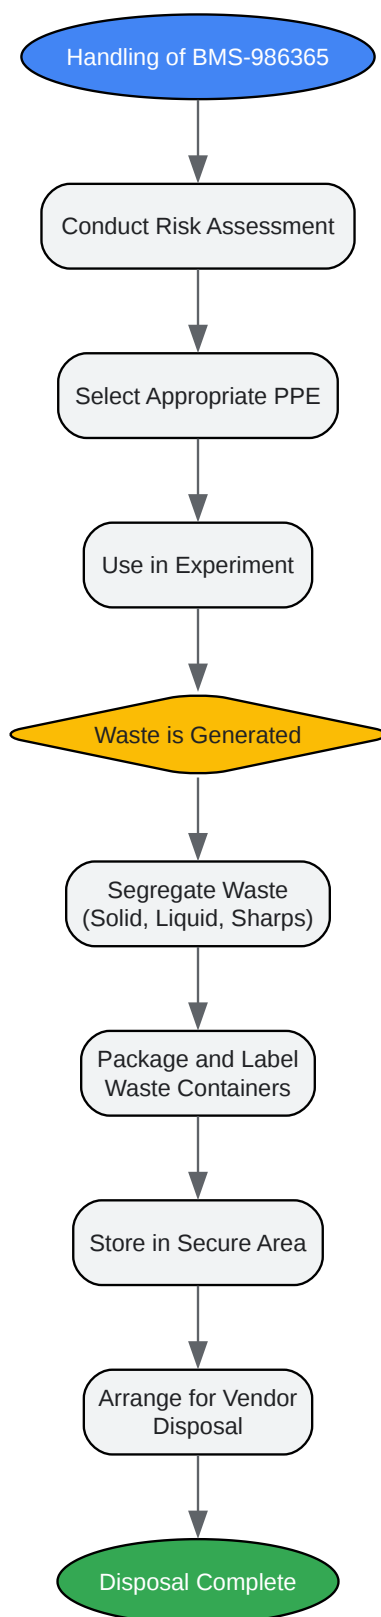 Handling of BMS-986365
Conduct Risk Assessment
Select Appropriate PPE
Use in Experiment
Waste is Generated
Segregate Waste
(Solid, Liquid, Sharps)
Package and Label
Waste Containers
Store in Secure Area
Arrange for Vendor
Disposal
Disposal Complete